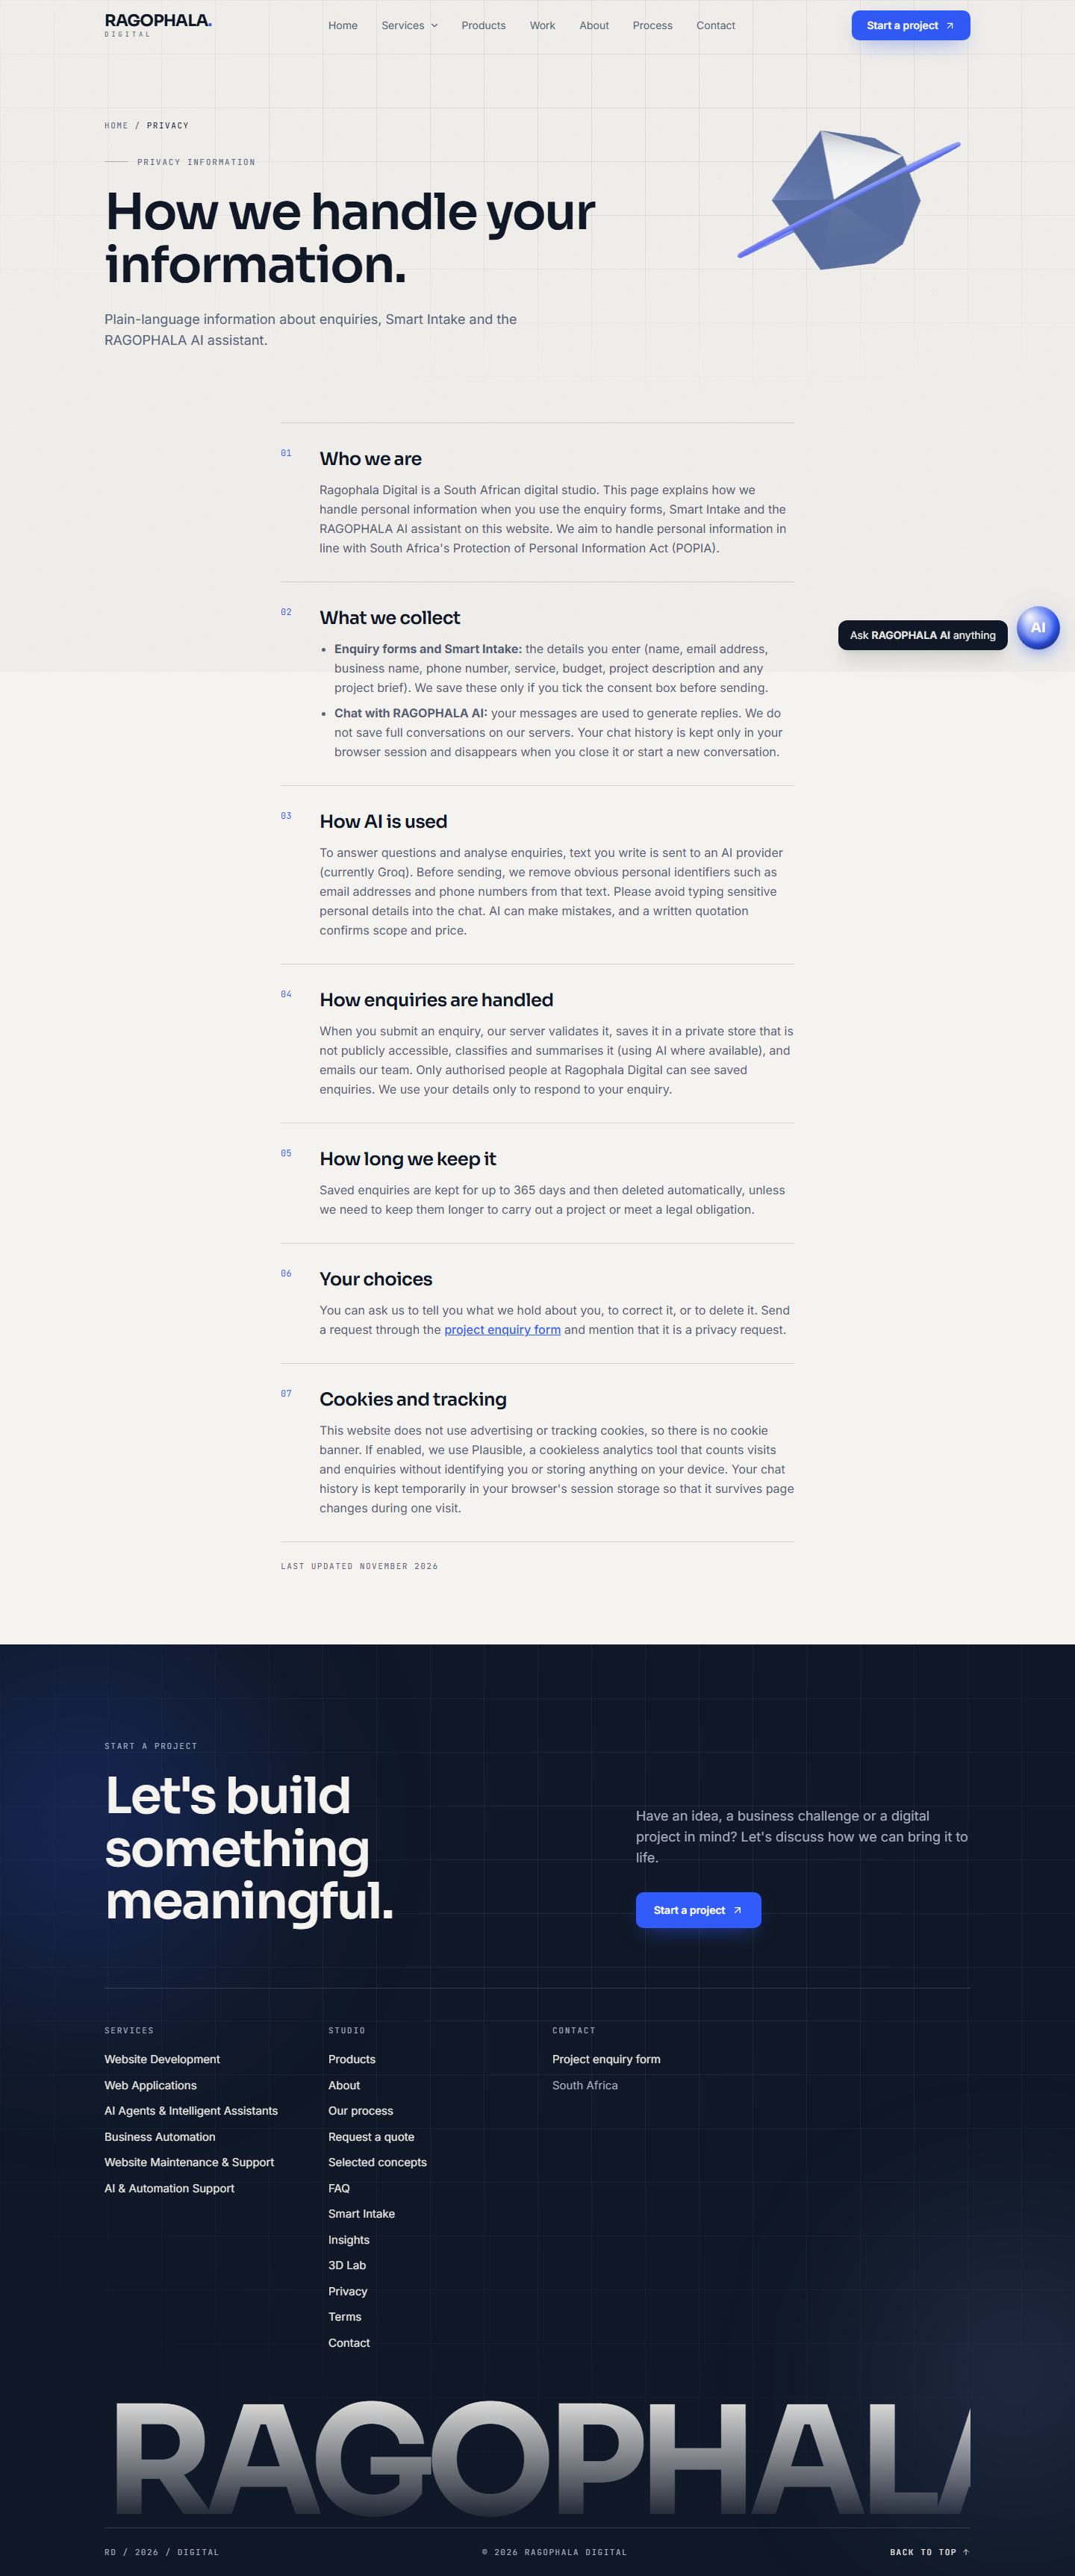 RAGOPHALA.
DIGITAL
Home
Services
Products
Work
About
Process
Contact
Start a project ↗
HOME / PRIVACY
PRIVACY INFORMATION
How we handle your
information.
Plain-language information about enquiries, Smart Intake and the
RAGOPHALA AI assistant.
01
Who we are
Ragophala Digital is a South African digital studio. This page explains how we
handle personal information when you use the enquiry forms, Smart Intake and the
RAGOPHALA AI assistant on this website. We aim to handle personal information in
line with South Africa's Protection of Personal Information Act (POPIA).
02
What we collect
• Enquiry forms and Smart Intake: the details you enter (name, email address,
business name, phone number, service, budget, project description and any
project brief). We save these only if you tick the consent box before sending.
• Chat with RAGOPHALA AI: your messages are used to generate replies. We do
not save full conversations on our servers. Your chat history is kept only in your
browser session and disappears when you close it or start a new conversation.
Ask RAGOPHALA AI anything
AI
03
How AI is used
To answer questions and analyse enquiries, text you write is sent to an AI provider
(currently Groq). Before sending, we remove obvious personal identifiers such as
email addresses and phone numbers from that text. Please avoid typing sensitive
personal details into the chat. AI can make mistakes, and a written quotation
confirms scope and price.
04
How enquiries are handled
When you submit an enquiry, our server validates it, saves it in a private store that is
not publicly accessible, classifies and summarises it (using AI where available), and
emails our team. Only authorised people at Ragophala Digital can see saved
enquiries. We use your details only to respond to your enquiry.
05
How long we keep it
Saved enquiries are kept for up to 365 days and then deleted automatically, unless
we need to keep them longer to carry out a project or meet a legal obligation.
06
Your choices
You can ask us to tell you what we hold about you, to correct it, or to delete it. Send
a request through the project enquiry form and mention that it is a privacy request.
07
Cookies and tracking
This website does not use advertising or tracking cookies, so there is no cookie
banner. If enabled, we use Plausible, a cookieless analytics tool that counts visits
and enquiries without identifying you or storing anything on your device. Your chat
history is kept temporarily in your browser's session storage so that it survives page
changes during one visit.
LAST UPDATED NOVEMBER 2026
START A PROJECT
Let's build
something
meaningful.
Have an idea, a business challenge or a digital
project in mind? Let's discuss how we can bring it to
life.
Start a project ↗
SERVICES
Website Development
Web Applications
AI Agents & Intelligent Assistants
Business Automation
Website Maintenance & Support
AI & Automation Support
STUDIO
Products
About
Our process
Request a quote
Selected concepts
FAQ
Smart Intake
Insights
3D Lab
Privacy
Terms
Contact
CONTACT
Project enquiry form
South Africa
RAGOPHALA
RD / 2026 / DIGITAL
© 2026 RAGOPHALA DIGITAL
BACK TO TOP ↑